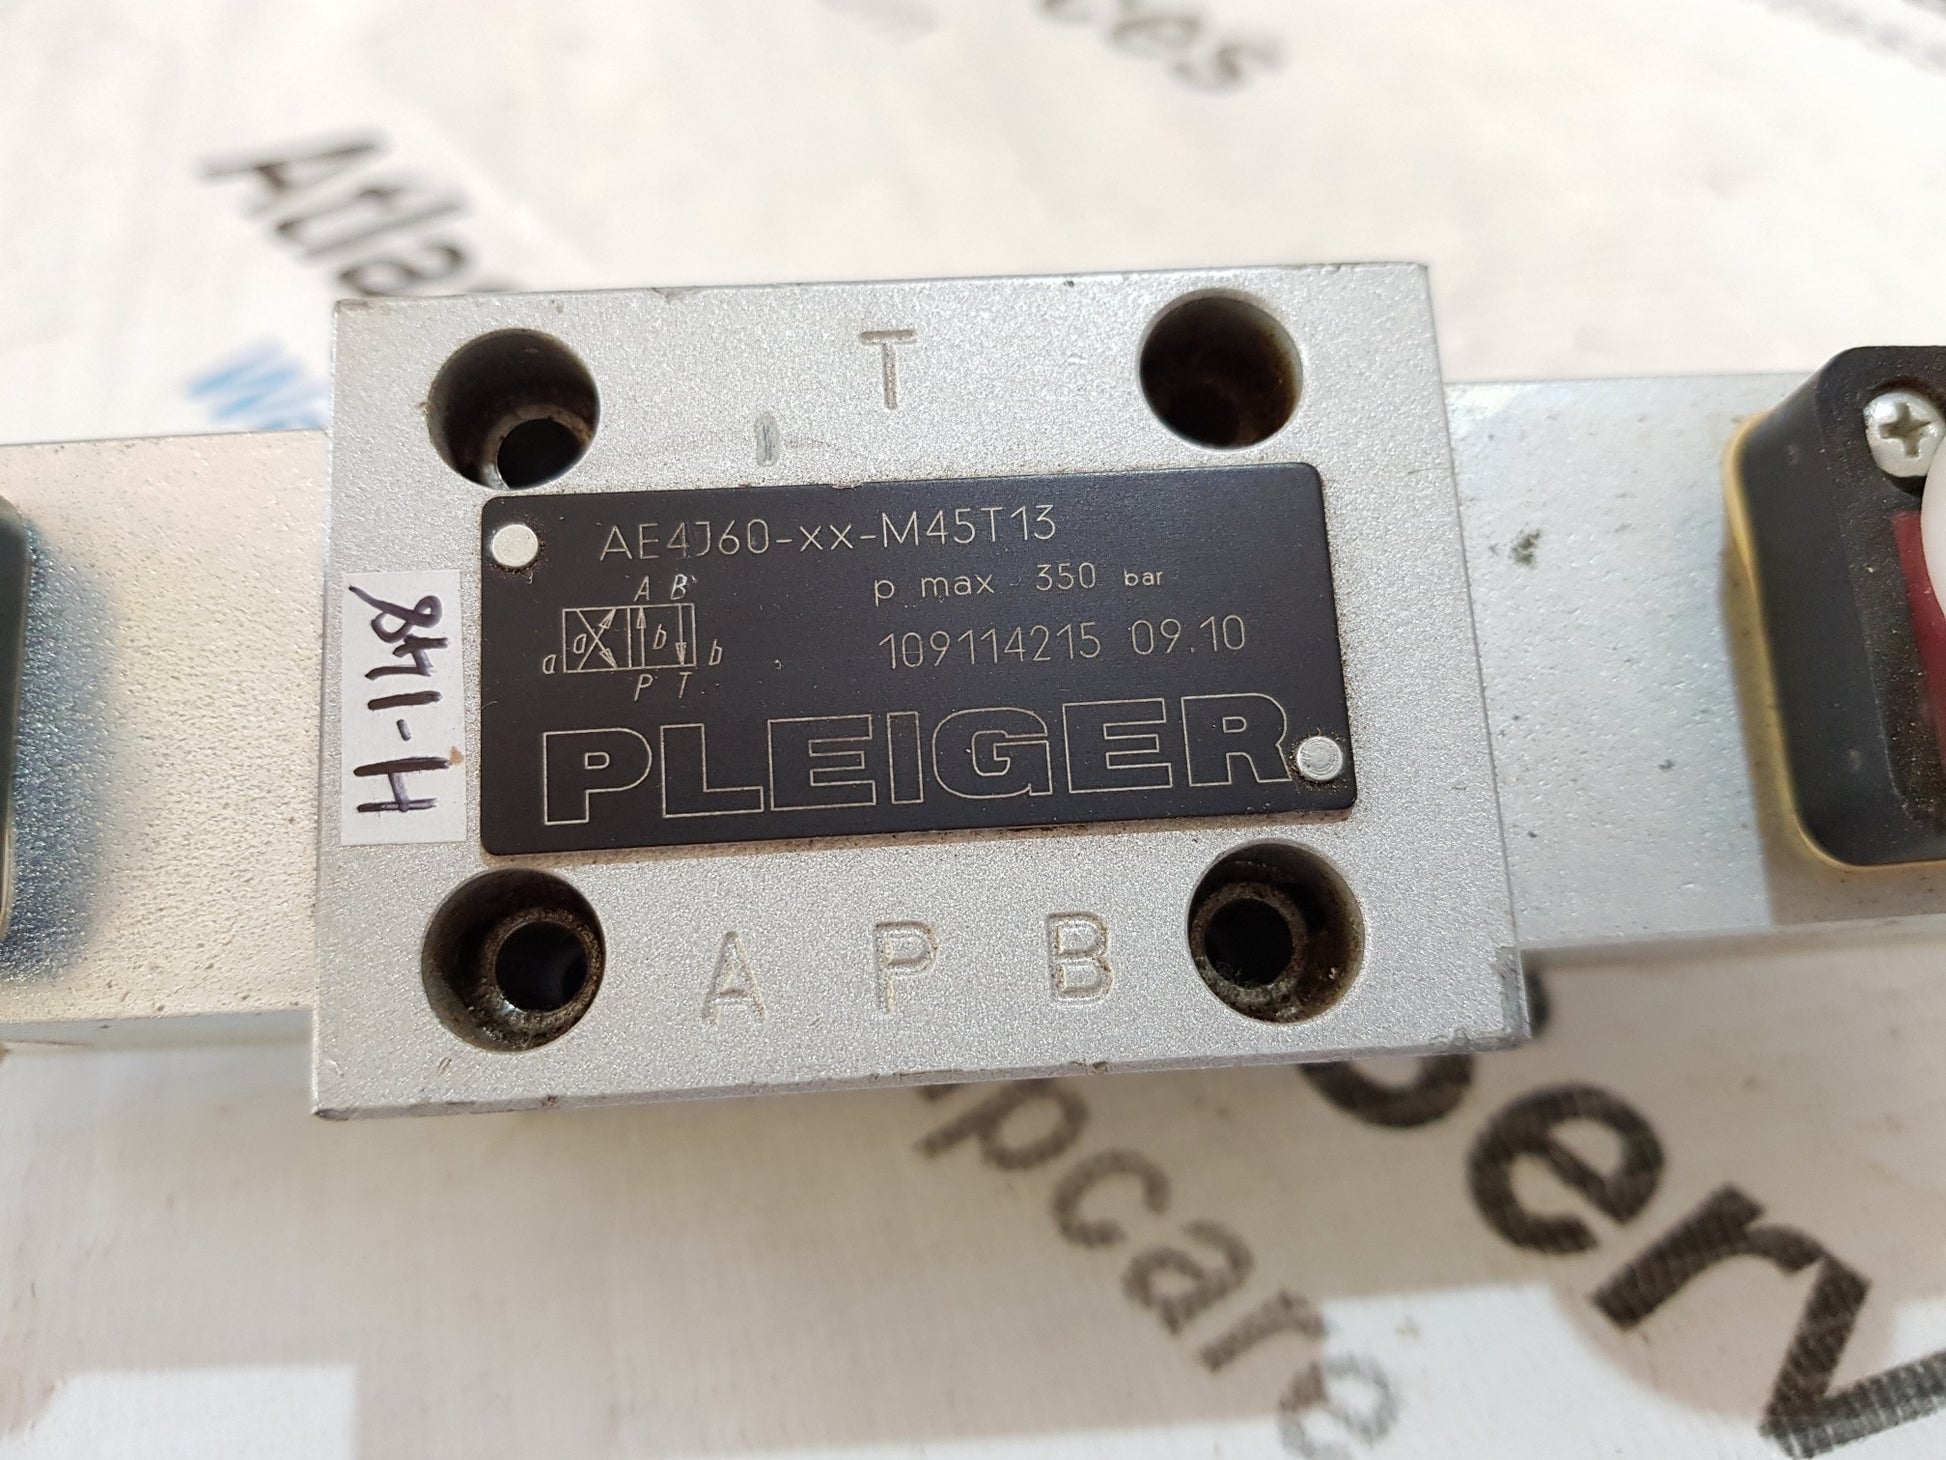 T
AE4J60-xx-M45T13
A B
p max 350 bar
a a b b
109114215 09.10
P T
PLEIGER
H-1148
A P B